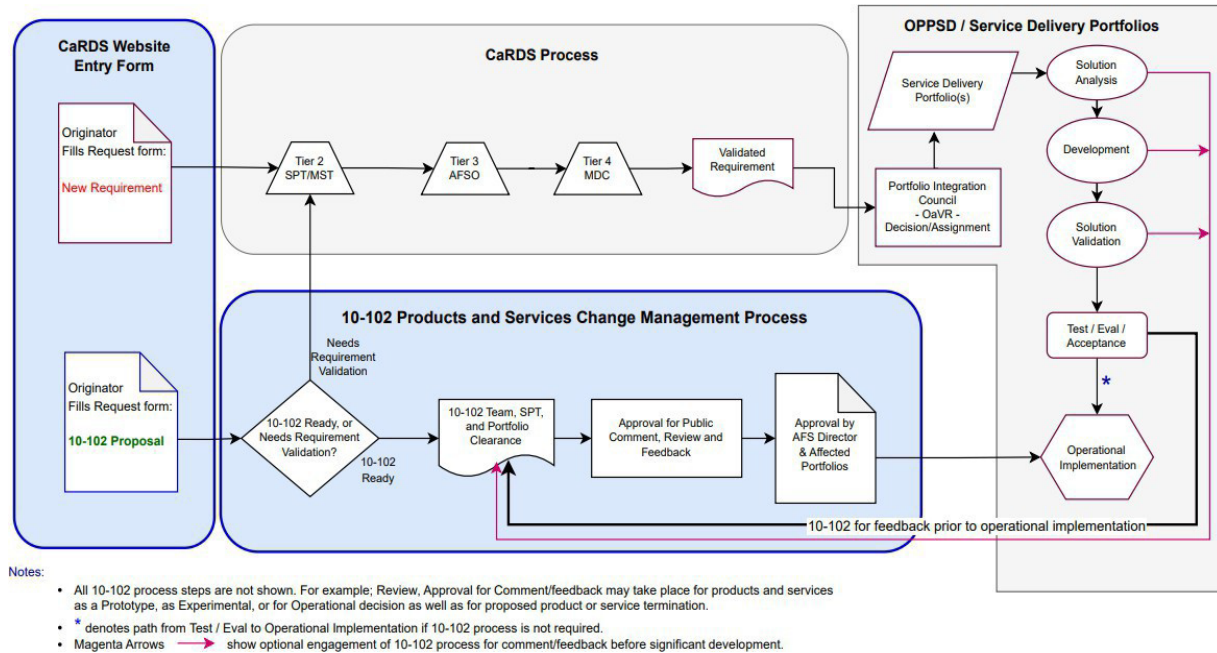 CaRDS Website
Entry Form
Originator
Fills Request form:
New Requirement
Originator
Fills Request form:
10-102 Proposal
CaRDS Process
Tier 2
SPT/MST
Tier 3
AFSO
-
Tier 4
MDC
Validated
Requirement
OPPSD / Service Delivery Portfolios
Service Delivery
Portfolio(s)
Portfolio Integration
Council
- OaVR -
Decision/Assignment
Solution
Analysis
Development
Solution
Validation
Test / Eval /
Acceptance
*
Operational
Implementation
10-102 Products and Services Change Management Process
Needs
Requirement
Validation
10-102 Ready, or
Needs Requirement
Validation?
10-102
Ready
10-102 Team, SPT,
and Portfolio
Clearance
Approval for Public
Comment, Review and
Feedback
Approval by
AFS Director
& Affected
Portfolios
10-102 for feedback prior to operational implementation
Notes:
• All 10-102 process steps are not shown. For example; Review, Approval for Comment/feedback may take place for products and services
as a Prototype, as Experimental, or for Operational decision as well as for proposed product or service termination.
• * denotes path from Test / Eval to Operational Implementation if 10-102 process is not required.
• Magenta Arrows show optional engagement of 10-102 process for comment/feedback before significant development.